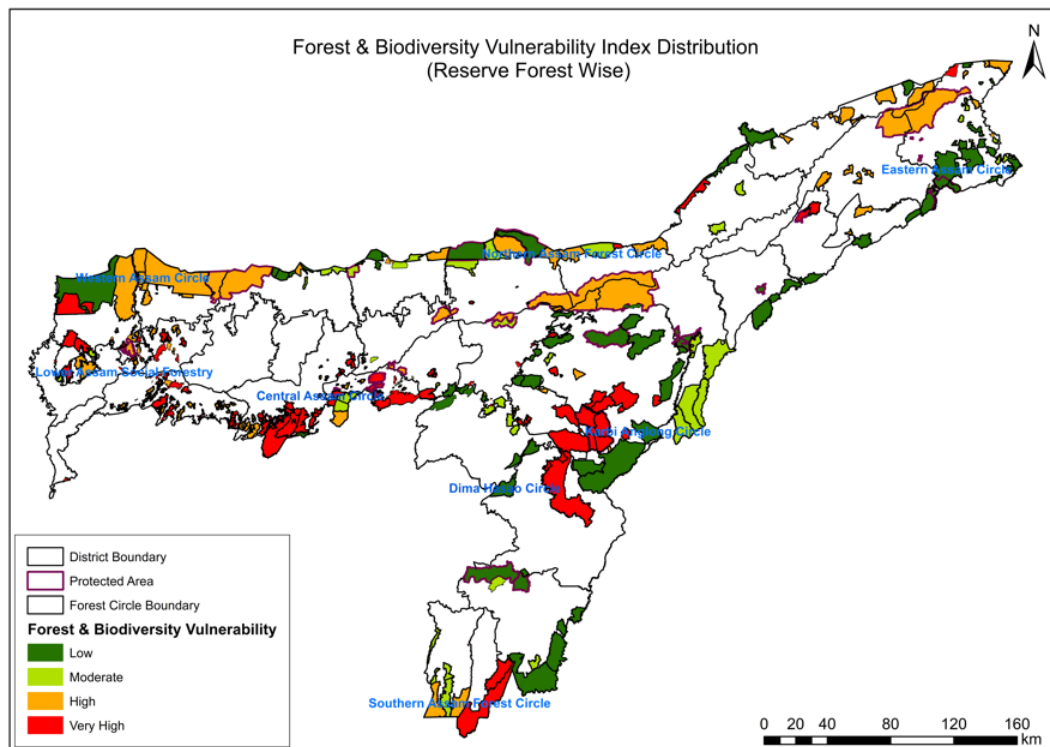 Forest & Biodiversity Vulnerability Index Distribution
(Reserve Forest Wise)
N
Eastern Assam Circle
Northern Assam Forest Circle
Western Assam Circle
Lower Assam Social Forestry
Central Assam Circle
Karbi Anglong Circle
Dima Hasao Circle
Southern Assam Forest Circle
District Boundary
Protected Area
Forest Circle Boundary
Forest & Biodiversity Vulnerability
Low
Moderate
High
Very High
0 20 40 80 120 160
km